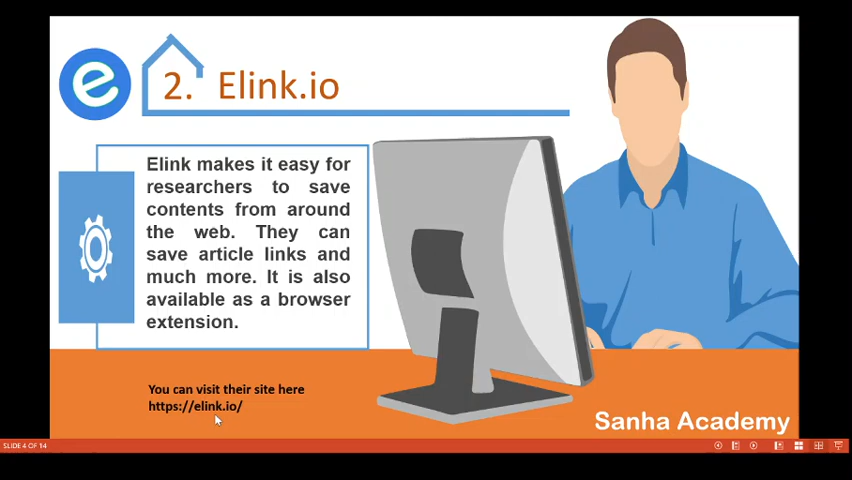 e
2. Elink.io
Elink makes it easy for
researchers to save
contents from around
the web. They can
save article links and
much more. It is also
available as a browser
extension.
You can visit their site here
https://elink.io/
Sanha Academy
SLIDE 4 OF 14